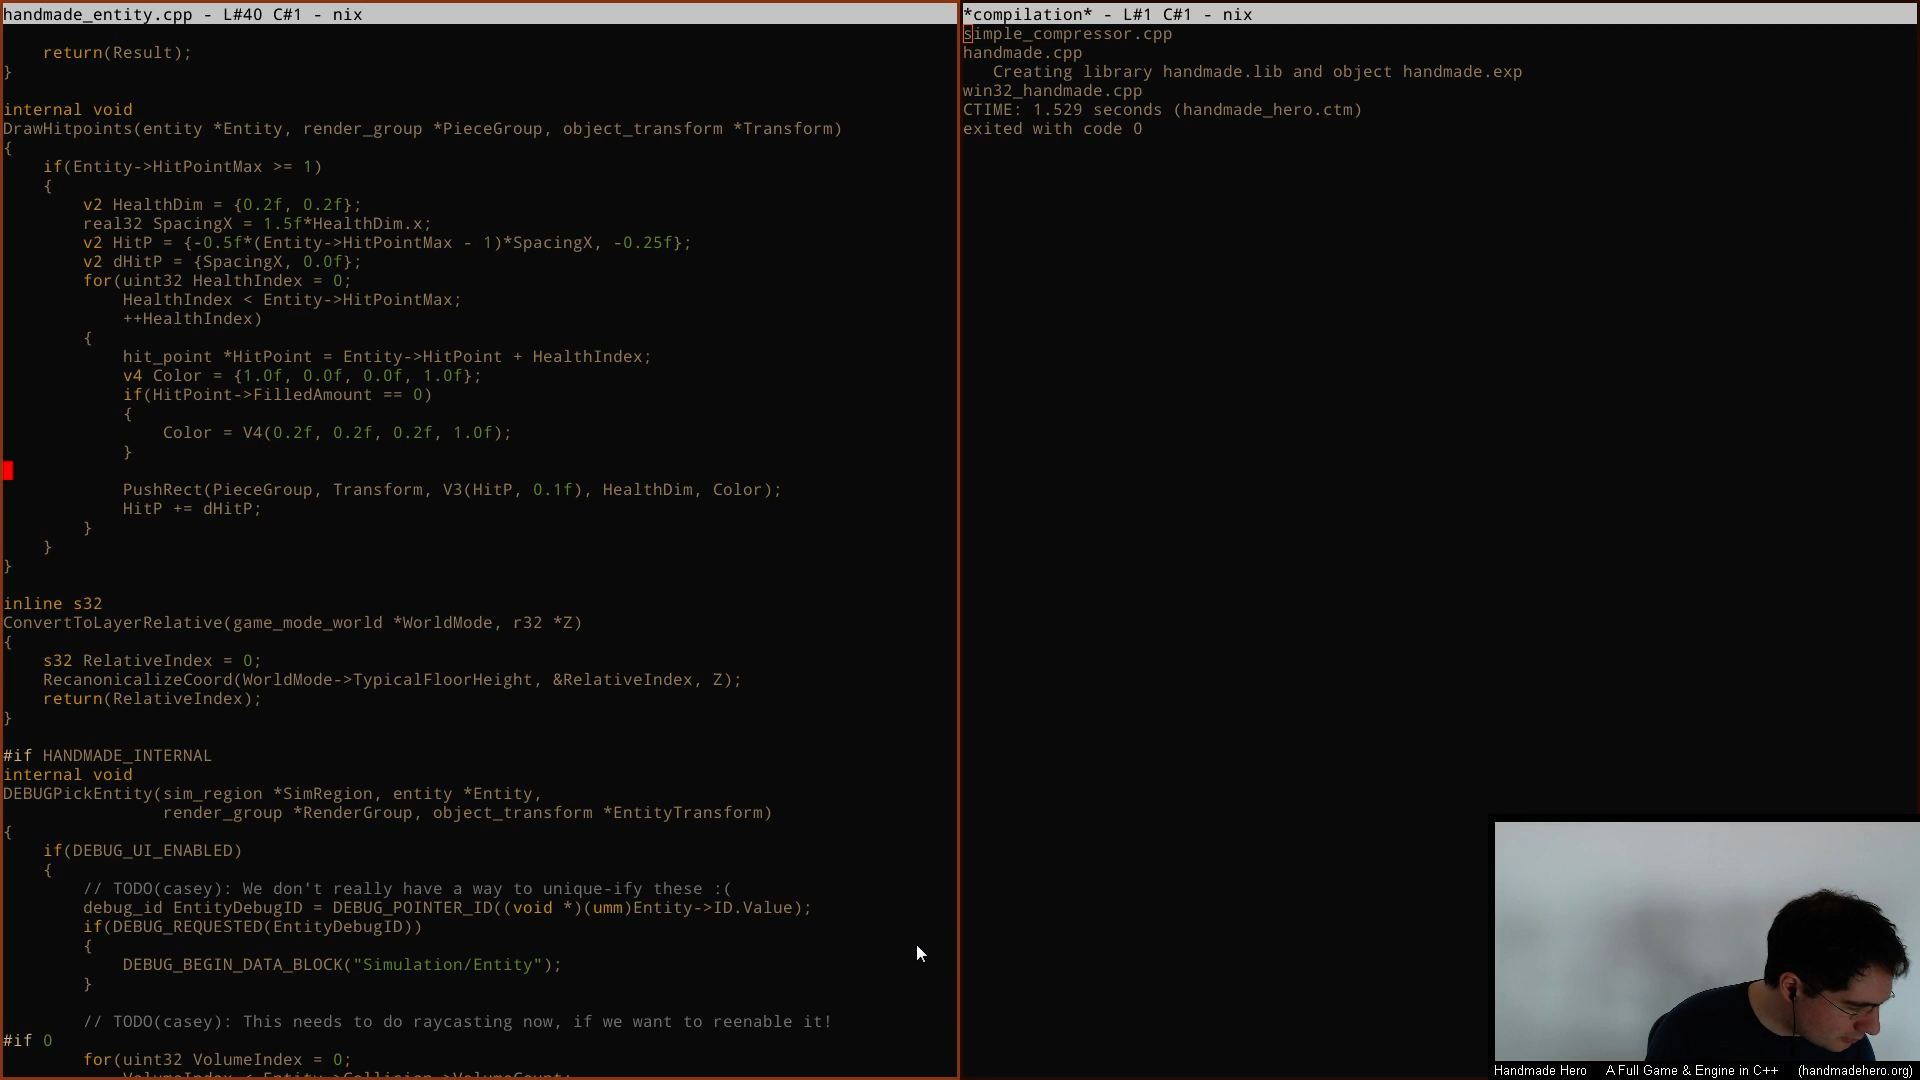 handmade_entity.cpp - L#40 C#1 - nix
    return(Result);
}
internal void
DrawHitpoints(entity *Entity, render_group *PieceGroup, object_transform *Transform)
{
    if(Entity->HitPointMax >= 1)
    {
        v2 HealthDim = {0.2f, 0.2f};
        real32 SpacingX = 1.5f*HealthDim.x;
        v2 HitP = {-0.5f*(Entity->HitPointMax - 1)*SpacingX, -0.25f};
        v2 dHitP = {SpacingX, 0.0f};
        for(uint32 HealthIndex = 0;
            HealthIndex < Entity->HitPointMax;
            ++HealthIndex)
        {
            hit_point *HitPoint = Entity->HitPoint + HealthIndex;
            v4 Color = {1.0f, 0.0f, 0.0f, 1.0f};
            if(HitPoint->FilledAmount == 0)
            {
                Color = V4(0.2f, 0.2f, 0.2f, 1.0f);
            }
            PushRect(PieceGroup, Transform, V3(HitP, 0.1f), HealthDim, Color);
            HitP += dHitP;
        }
    }
}
inline s32
ConvertToLayerRelative(game_mode_world *WorldMode, r32 *Z)
{
    s32 RelativeIndex = 0;
    RecanonicalizeCoord(WorldMode->TypicalFloorHeight, &RelativeIndex, Z);
    return(RelativeIndex);
}
#if HANDMADE_INTERNAL
internal void
DEBUGPickEntity(sim_region *SimRegion, entity *Entity,
                render_group *RenderGroup, object_transform *EntityTransform)
{
    if(DEBUG_UI_ENABLED)
    {
        // TODO(casey): We don't really have a way to unique-ify these :(
        debug_id EntityDebugID = DEBUG_POINTER_ID((void *)(umm)Entity->ID.Value);
        if(DEBUG_REQUESTED(EntityDebugID))
        {
            DEBUG_BEGIN_DATA_BLOCK("Simulation/Entity");
        }
        // TODO(casey): This needs to do raycasting now, if we want to reenable it!
#if 0
        for(uint32 VolumeIndex = 0;
            VolumeIndex < Entity->Collision->VolumeCount;
*compilation* - L#1 C#1 - nix
simple_compressor.cpp
handmade.cpp
   Creating library handmade.lib and object handmade.exp
win32_handmade.cpp
CTIME: 1.529 seconds (handmade_hero.ctm)
exited with code 0
Handmade Hero    A Full Game & Engine in C++    (handmadehero.org)